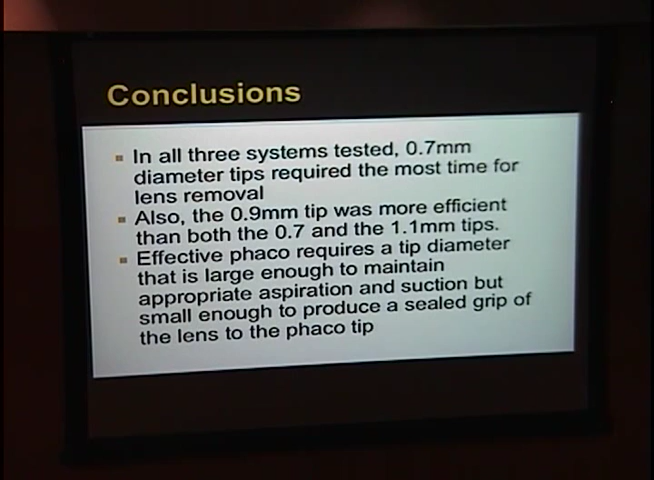 Conclusions
In all three systems tested, 0.7mm
diameter tips required the most time for
lens removal
Also, the 0.9mm tip was more efficient
than both the 0.7 and the 1.1mm tips.
Effective phaco requires a tip diameter
that is large enough to maintain
appropriate aspiration and suction but
small enough to produce a sealed grip of
the lens to the phaco tip